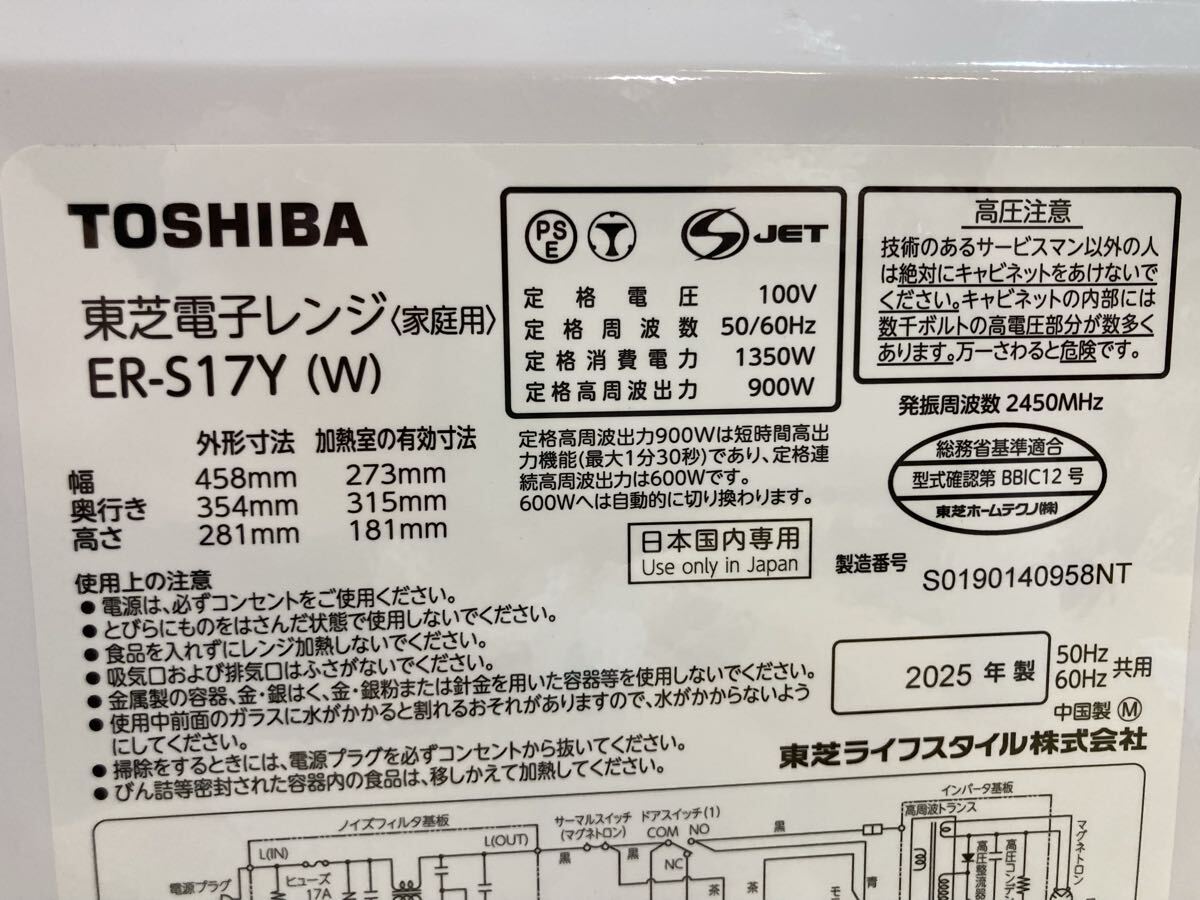 TOSHIBA
東芝電子レンジ〈家庭用〉
ER-S17Y (W)
外形寸法 加熱室の有効寸法
幅 458mm 273mm
奥行き 354mm 315mm
高さ 281mm 181mm
PS
E
S JET
定格電圧 100V
定格周波数 50/60Hz
定格消費電力 1350W
定格高周波出力 900W
定格高周波出力900Wは短時間高出
力機能(最大1分30秒)であり、定格連
続高周波出力は600Wです。
600Wへは自動的に切り換わります。
日本国内専用
Use only in Japan
高圧注意
技術のあるサービスマン以外の人
は絶対にキャビネットをあけないで
ください。キャビネットの内部には
数千ボルトの高電圧部分が数多く
あります。万一さわると危険です。
発振周波数 2450MHz
総務省基準適合
型式確認第 BBIC12 号
東芝ホームテクノ(株)
製造番号 S0190140958NT
2025 年 製
50Hz
60Hz 共用
中国製 Ⓜ
東芝ライフスタイル株式会社
使用上の注意
● 電源は、必ずコンセントをご使用ください。
● とびらにものをはさんだ状態で使用しないでください。
● 食品を入れずにレンジ加熱しないでください。
● 吸気口および排気口はふさがないでください。
● 金属製の容器、金・銀はく、金・銀粉または針金を用いた容器等を使用しないでください。
● 使用中前面のガラスに水がかかると割れるおそれがありますので、水がかからないよう
にしてください。
● 掃除をするときには、電源プラグを必ずコンセントから抜いてください。
● びん詰等密封された容器内の食品は、移しかえて加熱してください。
ノイズフィルタ基板
L(IN)
L(OUT)
電源プラグ
ヒューズ
17A
サーマルスイッチ
(マグネトロン)
ドアスイッチ(1)
COM NO
NC
黒
黒
黒
茶
茶
青
インバータ基板
高周波トランス
高圧整流器
高圧コンデン
マグネトロン